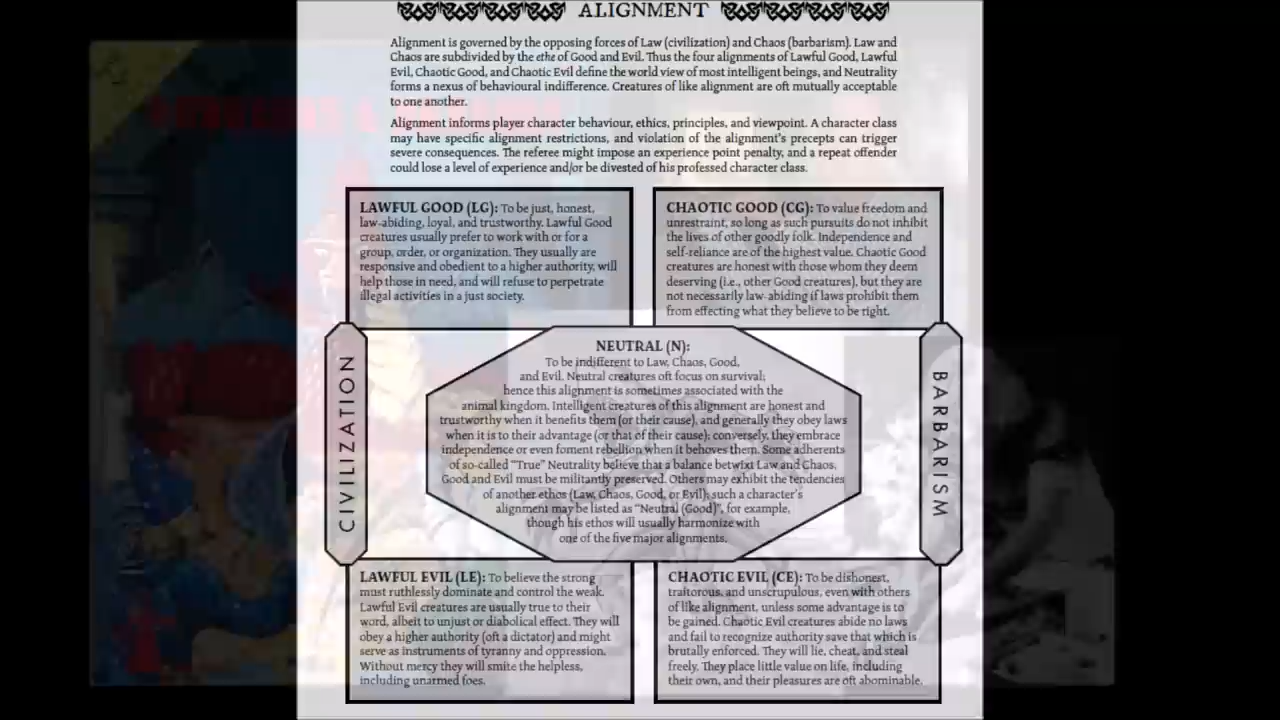 ALIGNMENT
Alignment is governed by the opposing forces of Law (civilization) and Chaos (barbarism). Law and
Chaos are subdivided by the ethe of Good and Evil. Thus the four alignments of Lawful Good, Lawful
Evil, Chaotic Good, and Chaotic Evil define the world view of most intelligent beings, and Neutrality
forms a nexus of behavioural indifference. Creatures of like alignment are oft mutually acceptable
to one another.
Alignment informs player character behaviour, ethics, principles, and viewpoint. A character class
may have specific alignment restrictions, and violation of the alignment's precepts can trigger
severe consequences. The referee might impose an experience point penalty, and a repeat offender
could lose a level of experience and/or be divested of his professed character class.
LAWFUL GOOD (LG): To be just, honest,
law-abiding, loyal, and trustworthy. Lawful Good
creatures usually prefer to work with or for a
group, order, or organization. They usually are
responsive and obedient to a higher authority, will
help those in need, and will refuse to perpetrate
illegal activities in a just society.
CHAOTIC GOOD (CG): To value freedom and
unrestraint, so long as such pursuits do not inhibit
the lives of other goodly folk. Independence and
self-reliance are of the highest value. Chaotic Good
creatures are honest with those whom they deem
deserving (i.e., other Good creatures), but they are
not necessarily law-abiding if laws prohibit them
from effecting what they believe to be right.
CIVILIZATION
NEUTRAL (N):
To be indifferent to Law, Chaos, Good,
and Evil. Neutral creatures oft focus on survival;
hence this alignment is sometimes associated with the
animal kingdom. Intelligent creatures of this alignment are honest and
trustworthy when it benefits them (or their cause), and generally they obey laws
when it is to their advantage (or that of their cause); conversely, they embrace
independence or even foment rebellion when it behoves them. Some adherents
of so-called "True" Neutrality believe that a balance betwixt Law and Chaos,
Good and Evil must be militantly preserved. Others may exhibit the tendencies
of another ethos (Law, Chaos, Good, or Evil); such a character's
alignment may be listed as "Neutral (Good)", for example,
though his ethos will usually harmonize with
one of the five major alignments.
BARBARISM
LAWFUL EVIL (LE): To believe the strong
must ruthlessly dominate and control the weak.
Lawful Evil creatures are usually true to their
word, albeit to unjust or diabolical effect. They will
obey a higher authority (oft a dictator) and might
serve as instruments of tyranny and oppression.
Without mercy they will smite the helpless,
including unarmed foes.
CHAOTIC EVIL (CE): To be dishonest,
traitorous, and unscrupulous, even with others
of like alignment, unless some advantage is to
be gained. Chaotic Evil creatures abide no laws
and fail to recognize authority save that which is
brutally enforced. They will lie, cheat, and steal
freely. They place little value on life, including
their own, and their pleasures are oft abominable.